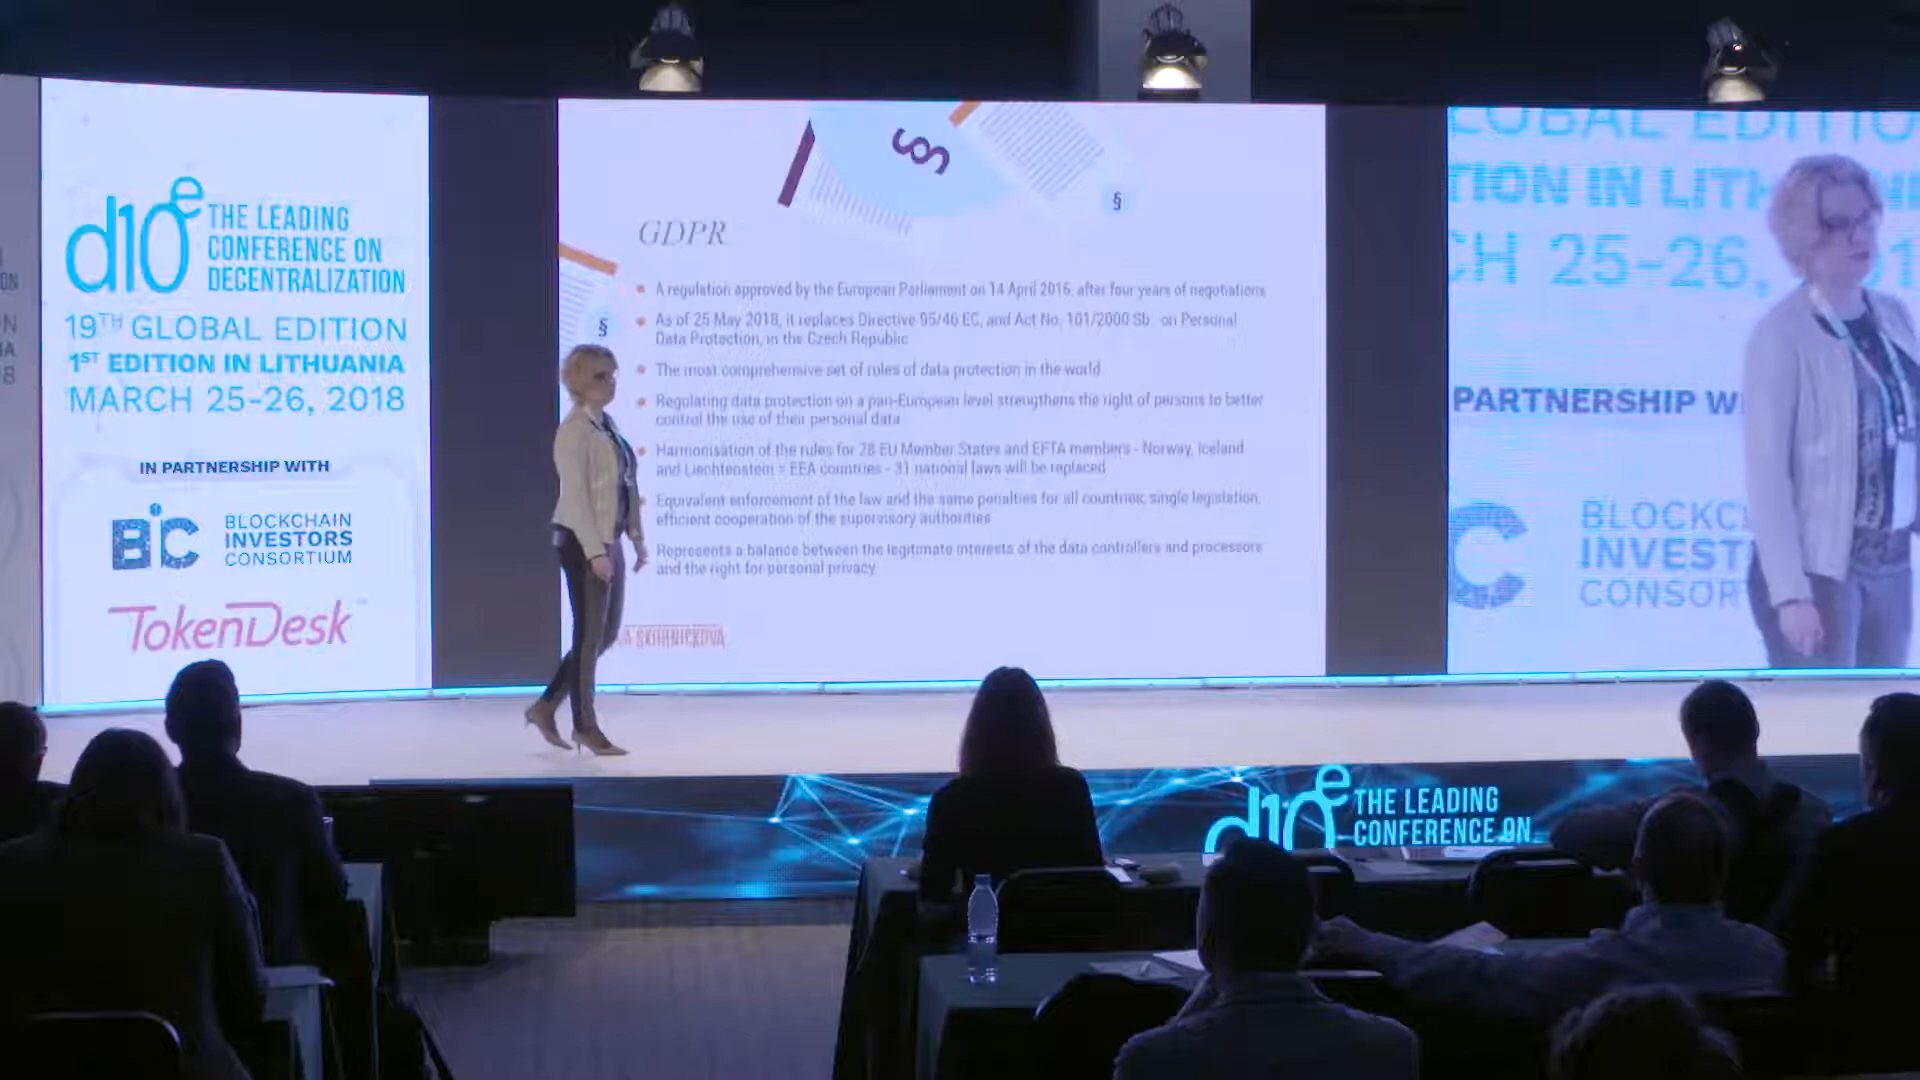 d10e THE LEADING
CONFERENCE ON
DECENTRALIZATION
19TH GLOBAL EDITION
1ST EDITION IN LITHUANIA
MARCH 25-26, 2018
IN PARTNERSHIP WITH
BIC BLOCKCHAIN
INVESTORS
CONSORTIUM
TokenDesk
§
§
§
GDPR
A regulation approved by the European Parliament on 14 April 2016, after four years of negotiations
As of 25 May 2018, it replaces Directive 95/46 EC, and Act No. 101/2000 Sb. on Personal
Data Protection, in the Czech Republic
The most comprehensive set of rules of data protection in the world
Regulating data protection on a pan-European level strengthens the right of persons to better
control the use of their personal data
Harmonisation of the rules for 28 EU Member States and EFTA members - Norway, Iceland
and Liechtenstein = EEA countries - 31 national laws will be replaced
Equivalent enforcement of the law and the same penalties for all countries; single legislation,
efficient cooperation of the supervisory authorities
Represents a balance between the legitimate interests of the data controllers and processors
and the right for personal privacy
VA ŠKORNIČKOVÁ
LOBAL EDITIO
TION IN LITH
CH 25-26,
PARTNERSHIP W
C BLOCKC
INVEST
CONSOR
d10e THE LEADING
CONFERENCE ON